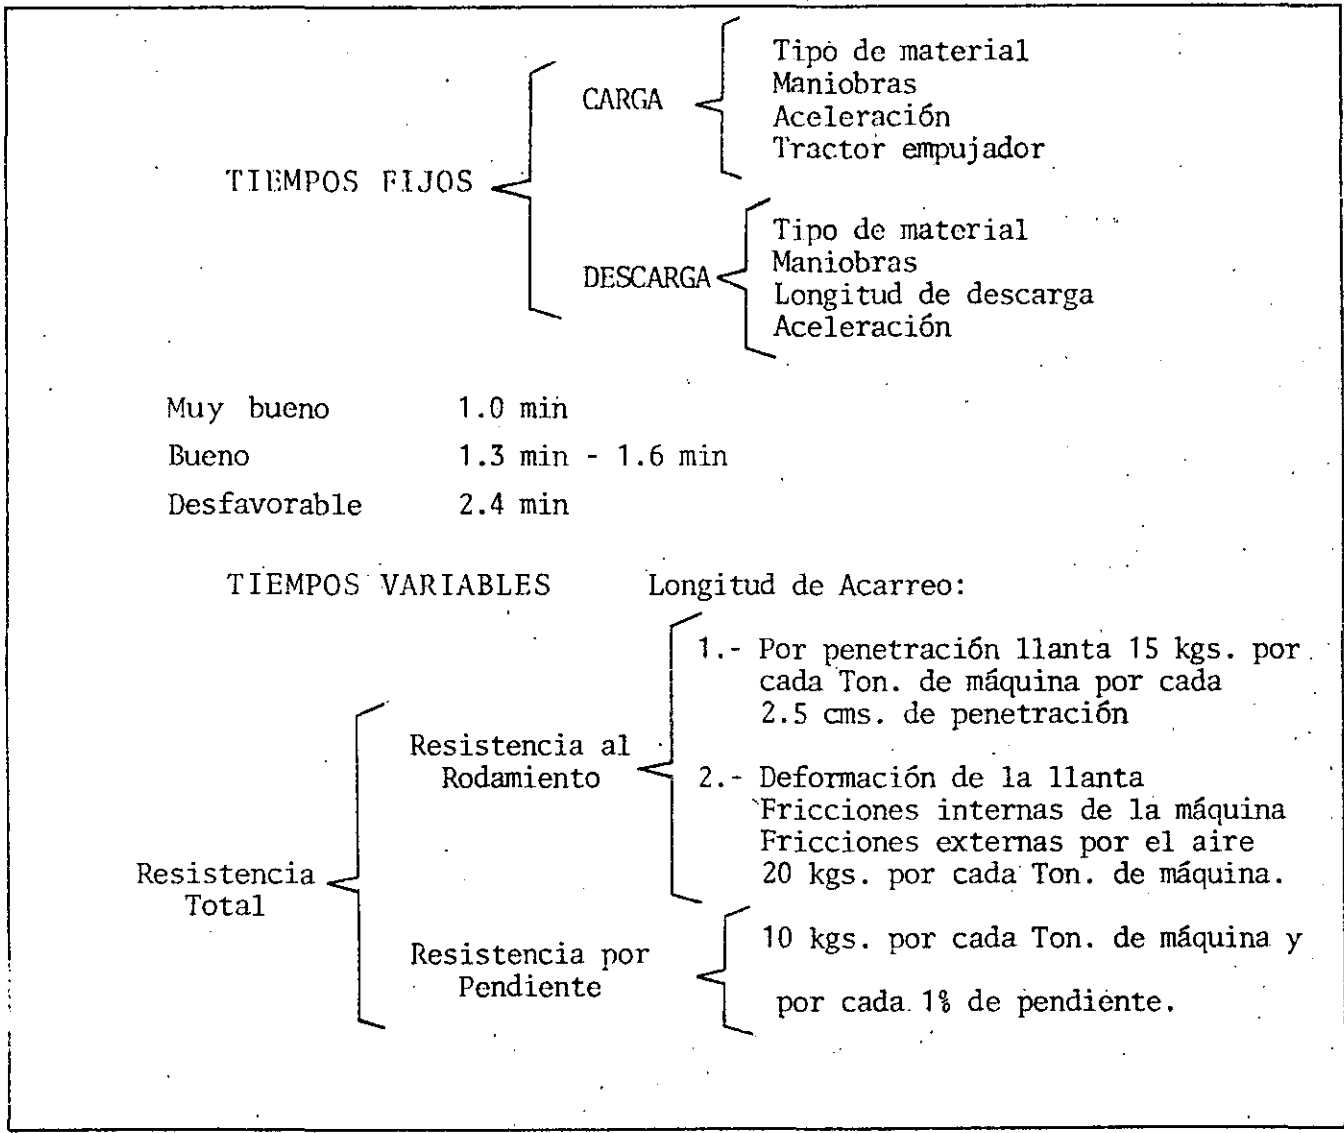 TIEMPOS FIJOS
CARGA
Tipo de material
Maniobras
Aceleración
Tractor empujador
DESCARGA
Tipo de material
Maniobras
Longitud de descarga
Aceleración
Muy bueno 1.0 min
Bueno 1.3 min - 1.6 min
Desfavorable 2.4 min
TIEMPOS VARIABLES Longitud de Acarreo:
Resistencia
Total
Resistencia al
Rodamiento
1.- Por penetración llanta 15 kgs. por
cada Ton. de máquina por cada
2.5 cms. de penetración
2.- Deformación de la llanta
Fricciones internas de la máquina
Fricciones externas por el aire
20 kgs. por cada Ton. de máquina.
Resistencia por
Pendiente
10 kgs. por cada Ton. de máquina y
por cada 1% de pendiente.